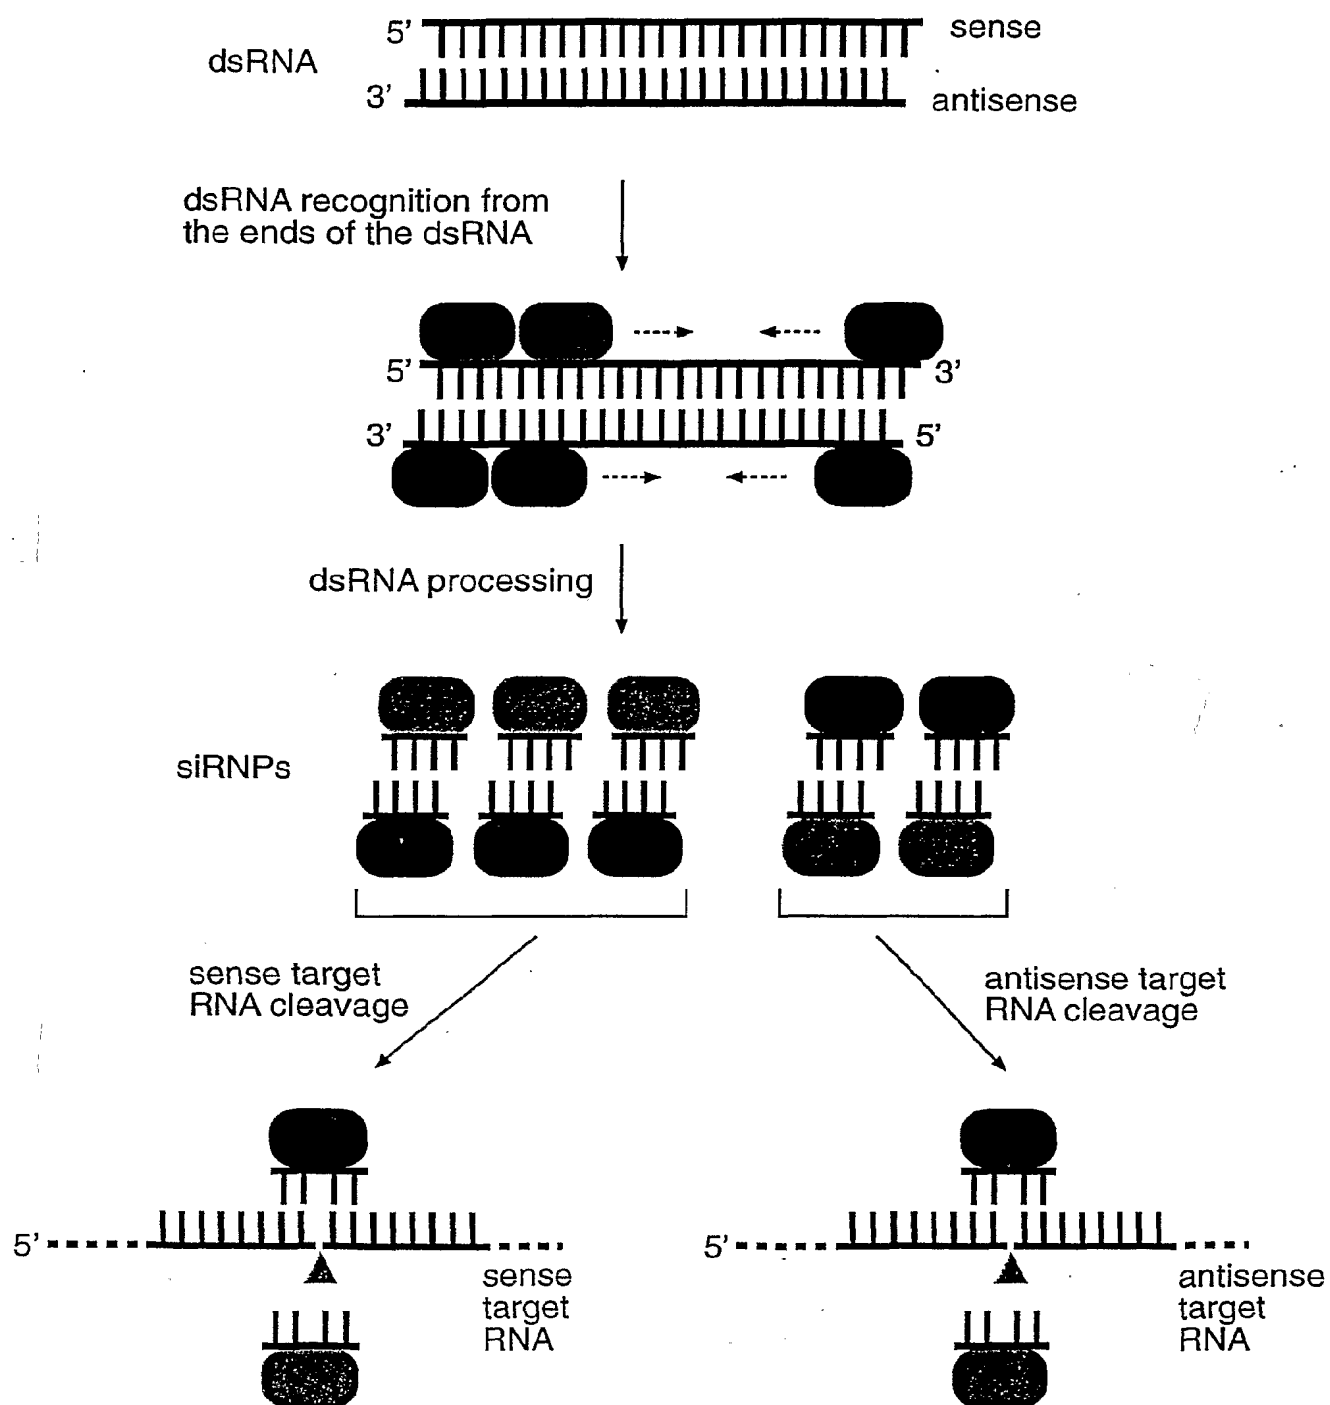 5’ sense
dsRNA
3’ antisense
dsRNA recognition from
the ends of the dsRNA
5’ 3’
3’ 5’
dsRNA processing
siRNPs
sense target
RNA cleavage
antisense target
RNA cleavage
5’
sense
target
RNA
5’
antisense
target
RNA